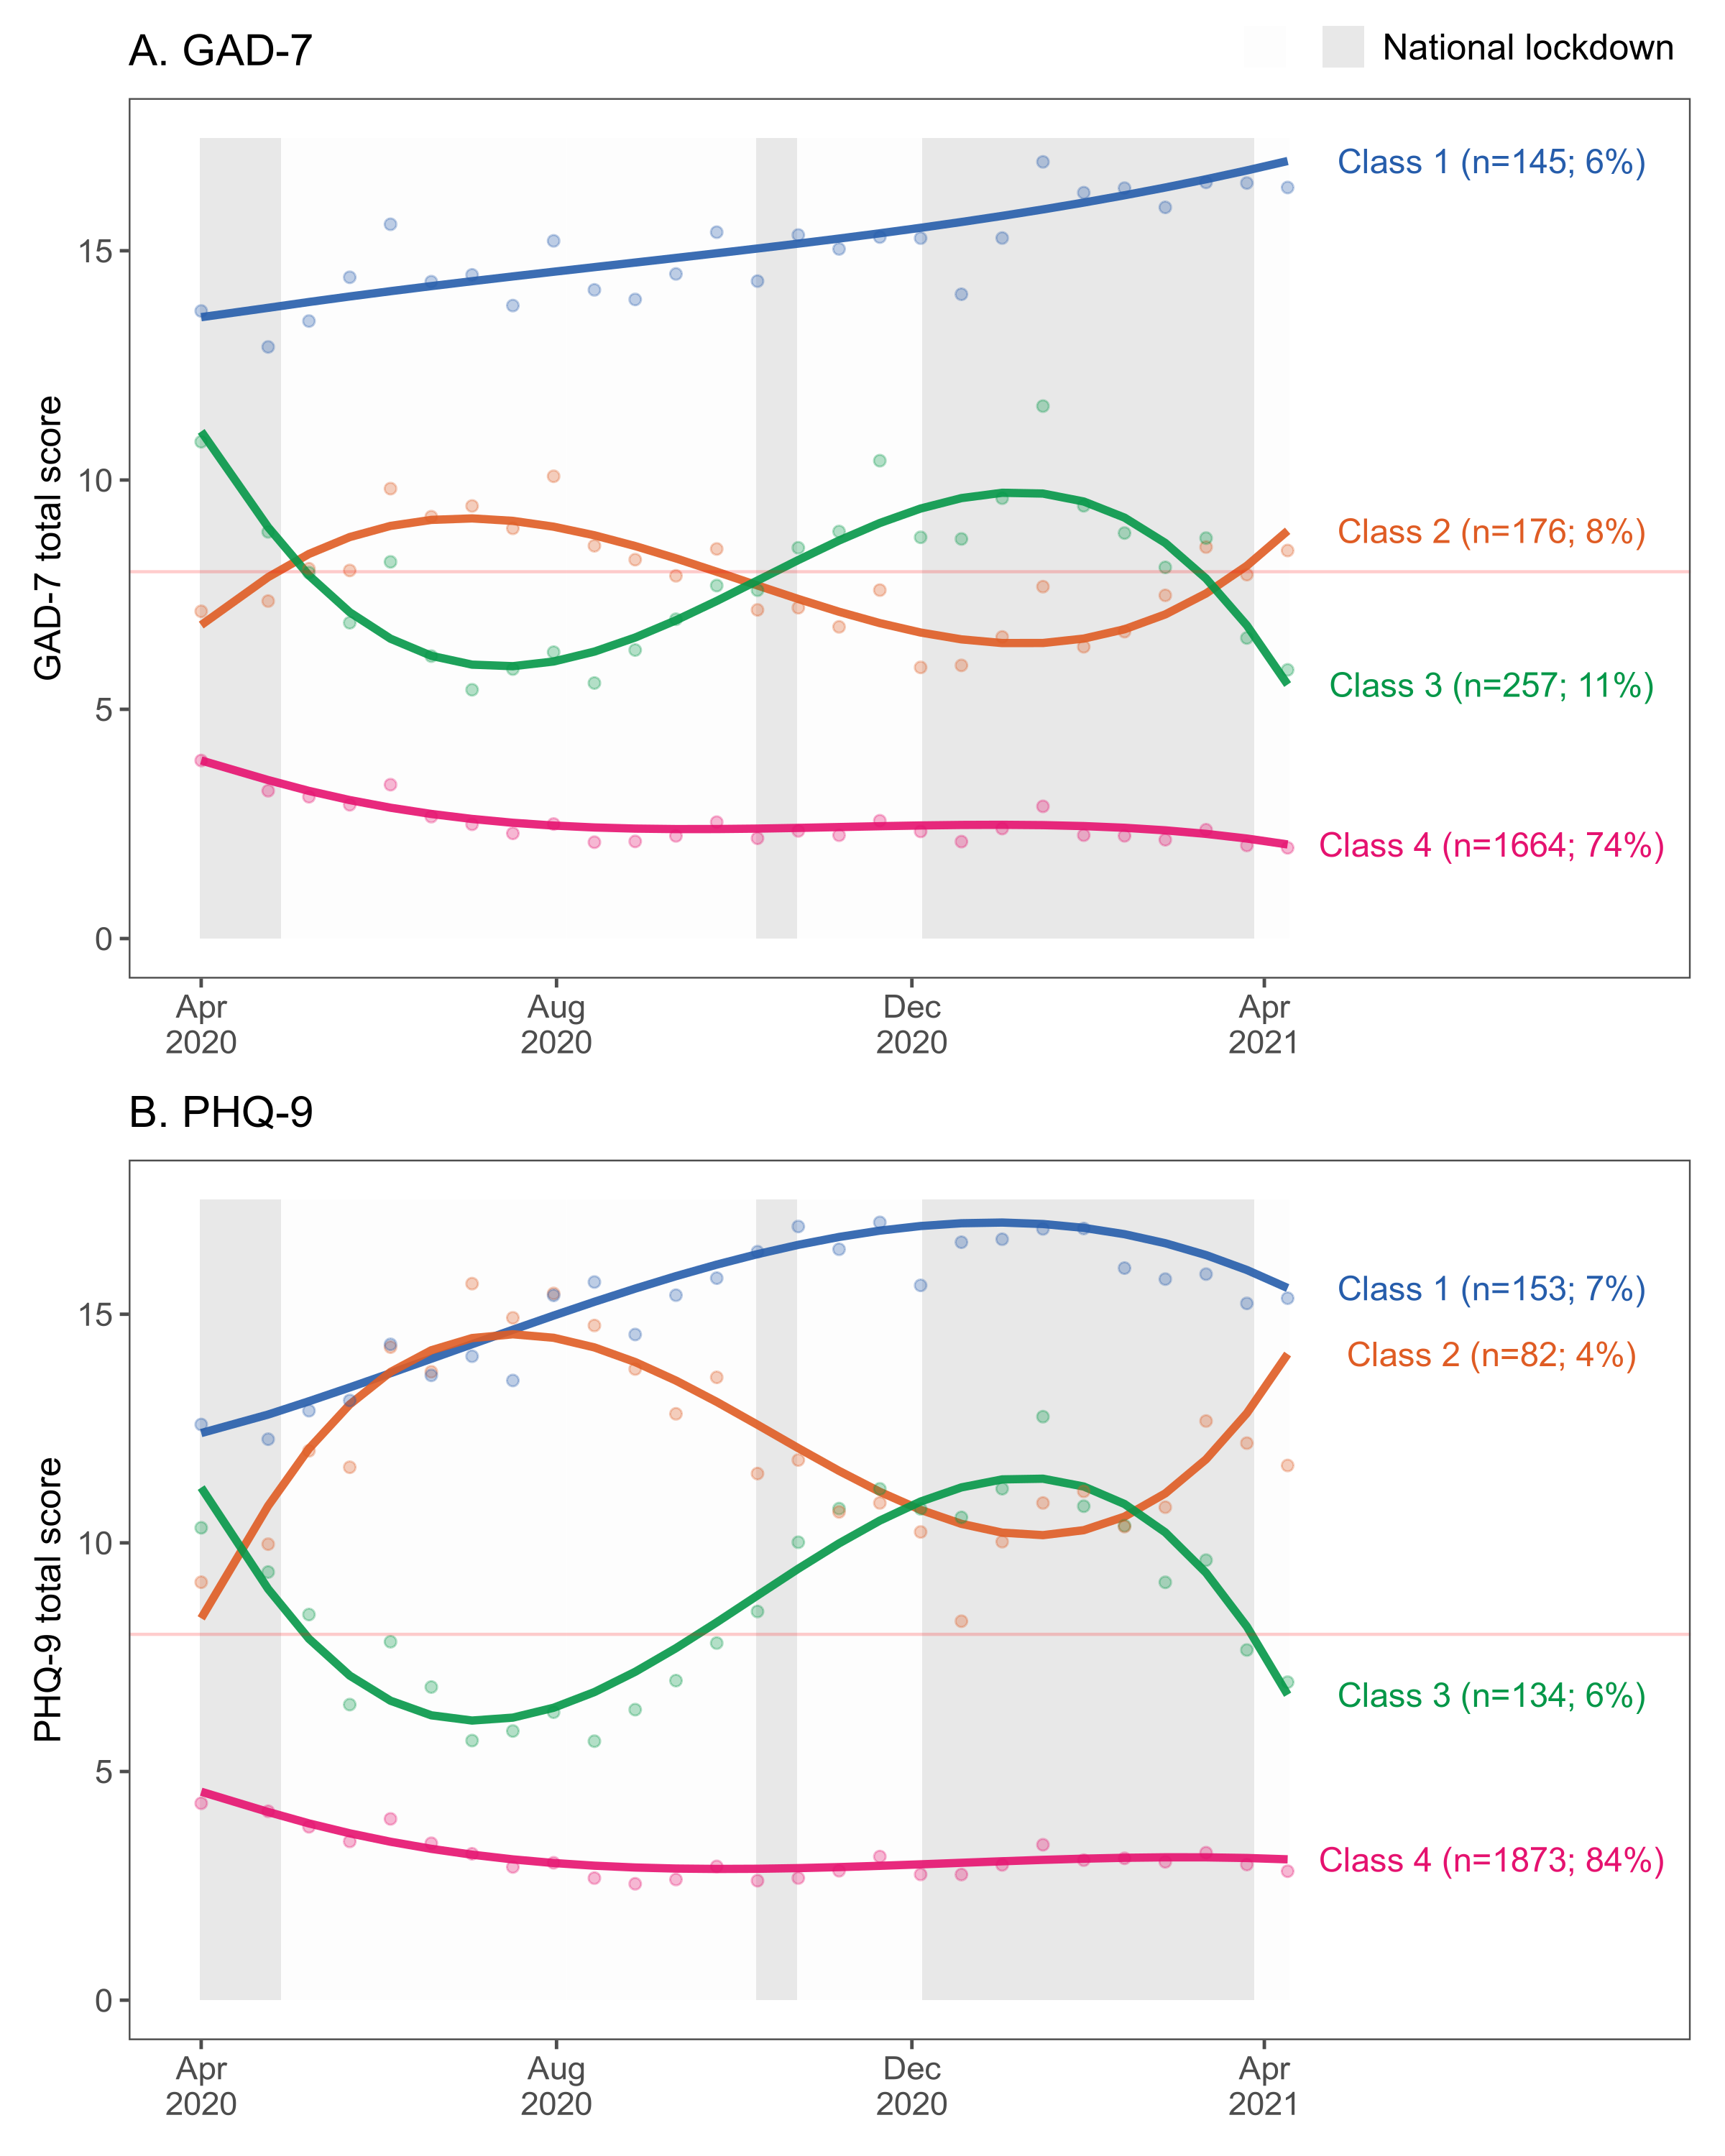 A. GAD-7
National lockdown
GAD-7 total score
15
10
5
0
Class 1 (n=145; 6%)
Class 2 (n=176; 8%)
Class 3 (n=257; 11%)
Class 4 (n=1664; 74%)
Apr Aug Dec Apr
2020 2020 2020 2021
B. PHQ-9
PHQ-9 total score
15
10
5
0
Class 1 (n=153; 7%)
Class 2 (n=82; 4%)
Class 3 (n=134; 6%)
Class 4 (n=1873; 84%)
Apr Aug Dec Apr
2020 2020 2020 2021